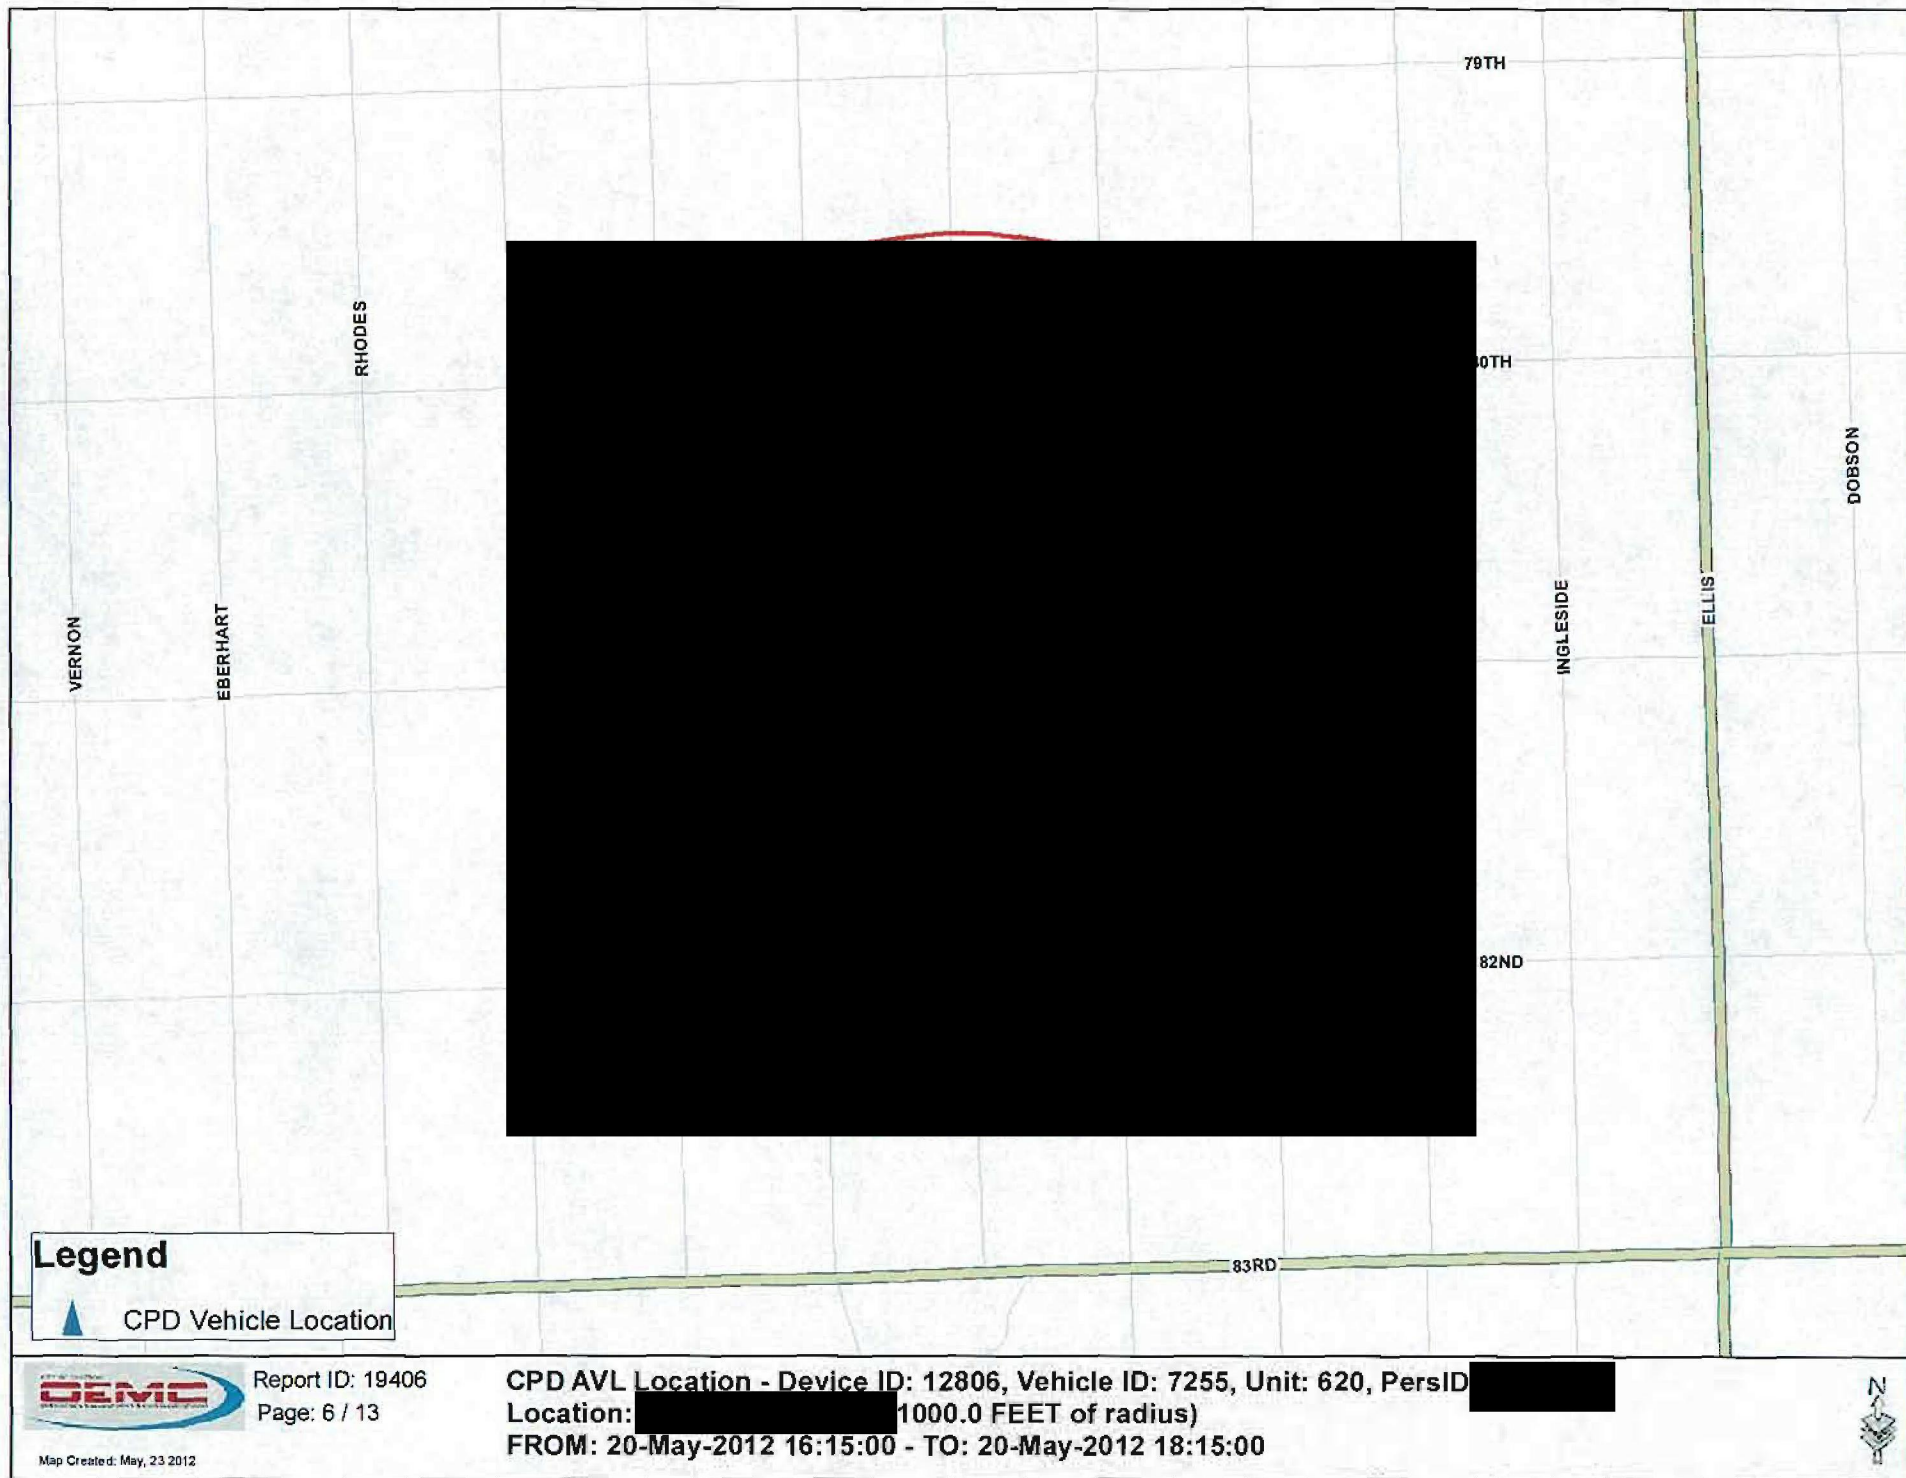 79TH
RHODES
0TH
DOBSON
INGLESIDE
ELLIS
VERNON
EBERHART
82ND
83RD
Legend
CPD Vehicle Location
OEMC
Report ID: 19406
Page: 6 / 13
Map Created: May, 23 2012
CPD AVL Location - Device ID: 12806, Vehicle ID: 7255, Unit: 620, PersID
Location: 1000.0 FEET of radius)
FROM: 20-May-2012 16:15:00 - TO: 20-May-2012 18:15:00
N